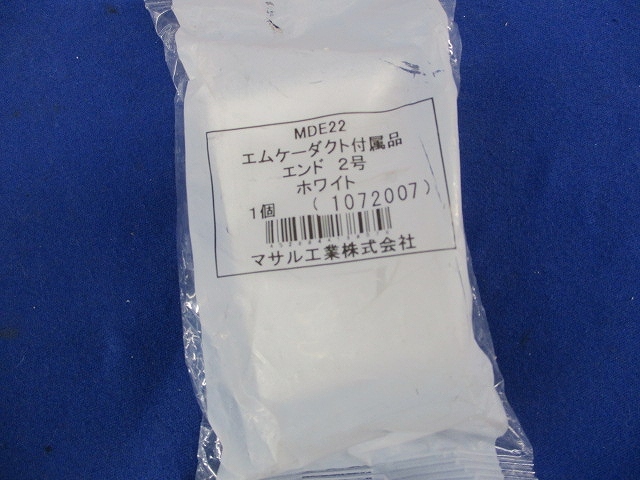 MDE22
エムケーダクト付属品
エンド 2号
ホワイト
1個 (1072007)
マサル工業株式会社